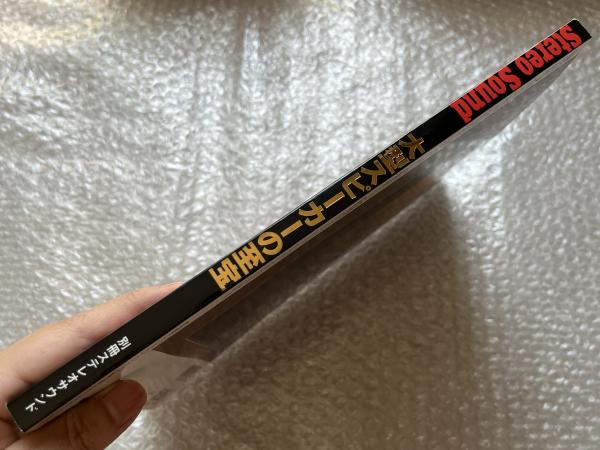 Stereo Sound
大型スピーカーの至宝
別冊ステレオサウンド